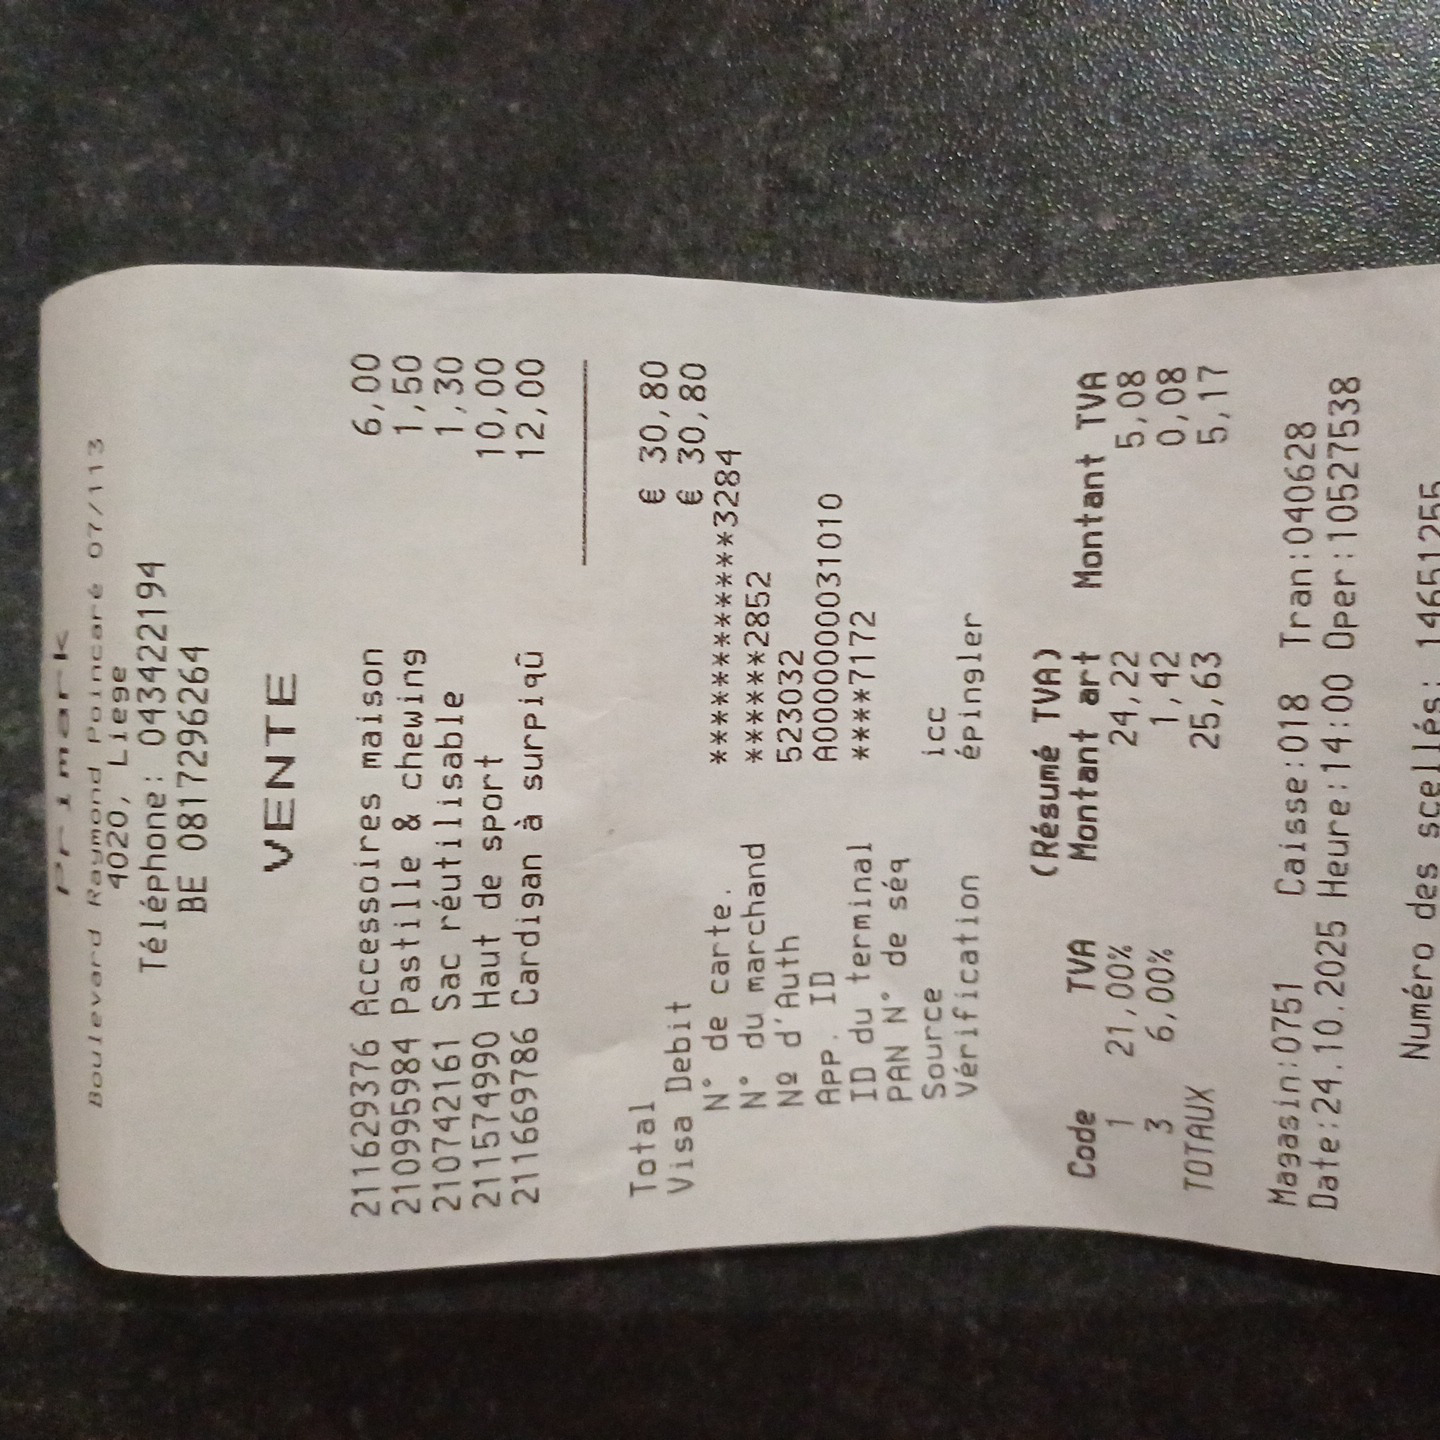 Primark
Boulevard Raymond Poincaré 07/113
4020, Liege
Téléphone: 043422194
BE 0817296264
VENTE
211629376 Accessoires maison 6,00
210995984 Pastille & chewing 1,50
210742161 Sac réutilisable 1,30
211574990 Haut de sport 10,00
211669786 Cardigan à surpiqû 12,00
Total € 30,80
Visa Debit € 30,80
N° de carte. ***************3284
N° du marchand ******2852
Nº d'Auth 523032
App. ID A0000000031010
ID du terminal ****7172
PAN N° de séq
Source icc
Vérification épingler
(Résumé TVA)
Code TVA Montant art Montant TVA
1 21,00% 24,22 5,08
3 6,00% 1,42 0,08
TOTAUX 25,63 5,17
Magasin:0751 Caisse:018 Tran:040628
Date:24.10.2025 Heure:14:00 Oper:10527538
Numéro des scellés: 14651255